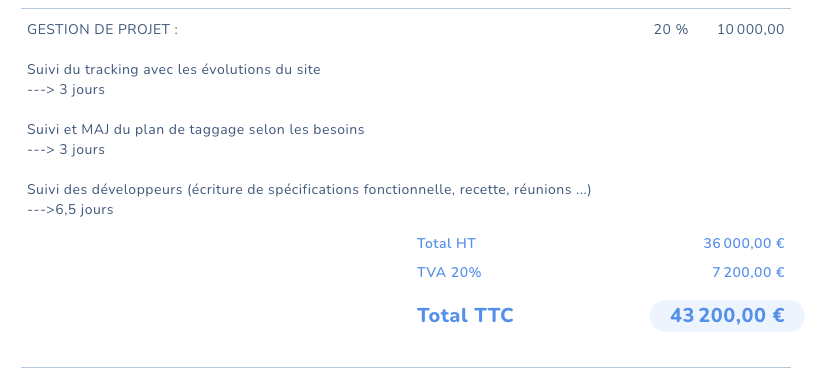 GESTION DE PROJET : 20 % 10 000,00
Suivi du tracking avec les évolutions du site
---> 3 jours
Suivi et MAJ du plan de taggage selon les besoins
---> 3 jours
Suivi des développeurs (écriture de spécifications fonctionnelle, recette, réunions ...)
--->6,5 jours
Total HT 36 000,00 €
TVA 20% 7 200,00 €
Total TTC 43 200,00 €